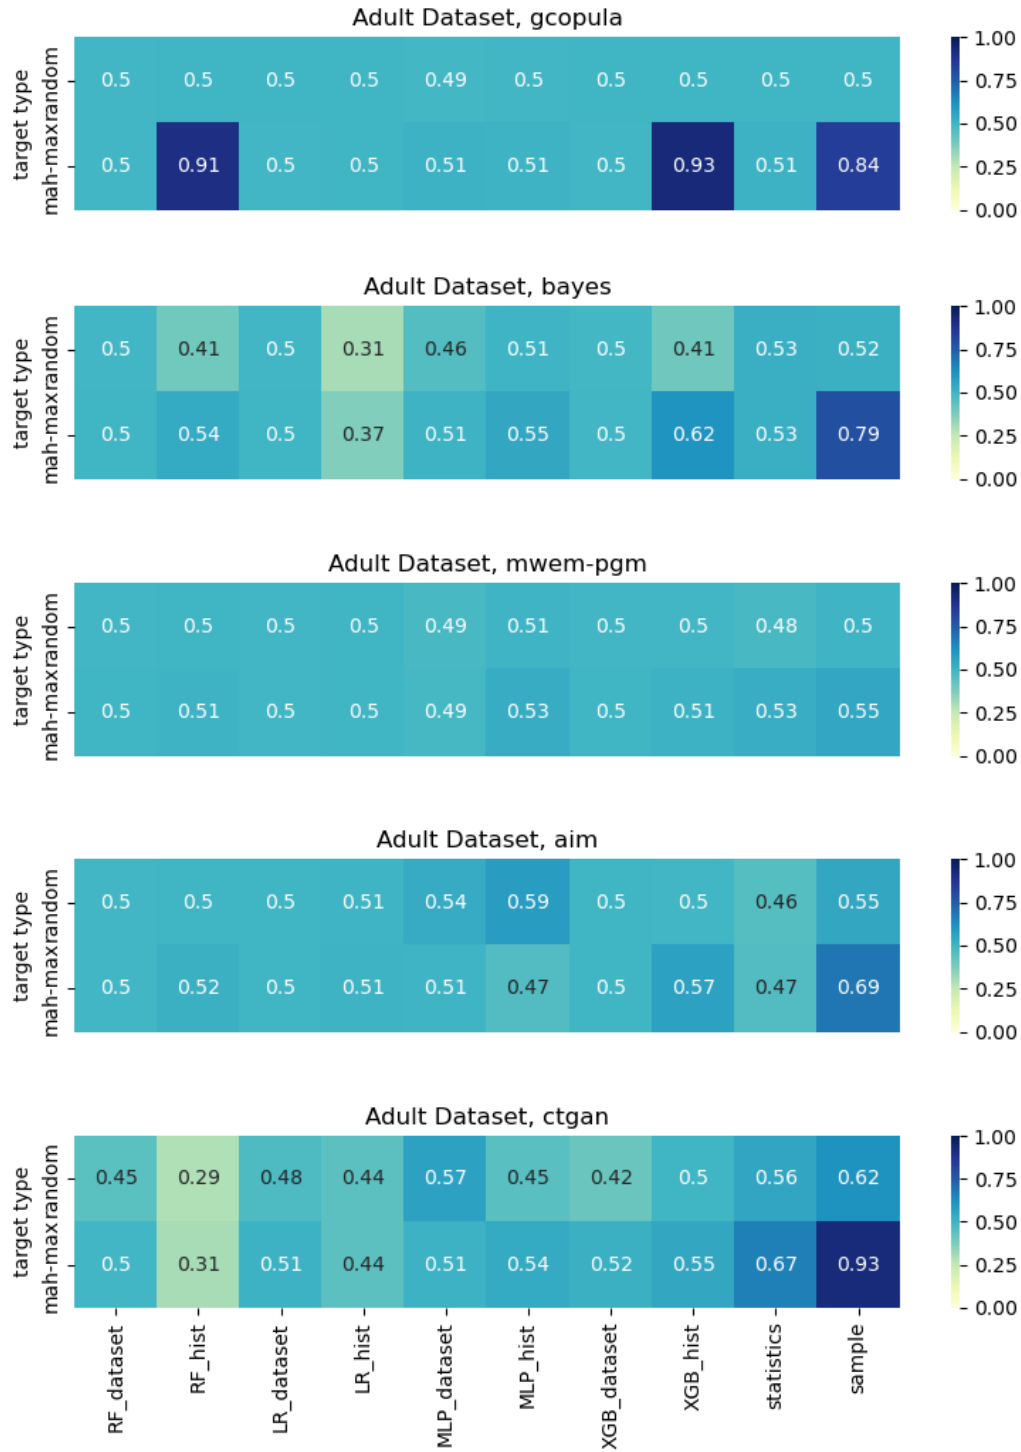 Adult Dataset, gcopula
target type
random
0.5 0.5 0.5 0.5 0.49 0.5 0.5 0.5 0.5 0.5
mah-max
0.5 0.91 0.5 0.5 0.51 0.51 0.5 0.93 0.51 0.84
1.00
0.75
0.50
0.25
0.00
Adult Dataset, bayes
target type
random
0.5 0.41 0.5 0.31 0.46 0.51 0.5 0.41 0.53 0.52
mah-max
0.5 0.54 0.5 0.37 0.51 0.55 0.5 0.62 0.53 0.79
1.00
0.75
0.50
0.25
0.00
Adult Dataset, mwem-pgm
target type
random
0.5 0.5 0.5 0.5 0.49 0.51 0.5 0.5 0.48 0.5
mah-max
0.5 0.51 0.5 0.5 0.49 0.53 0.5 0.51 0.53 0.55
1.00
0.75
0.50
0.25
0.00
Adult Dataset, aim
target type
random
0.5 0.5 0.5 0.51 0.54 0.59 0.5 0.5 0.46 0.55
mah-max
0.5 0.52 0.5 0.51 0.51 0.47 0.5 0.57 0.47 0.69
1.00
0.75
0.50
0.25
0.00
Adult Dataset, ctgan
target type
random
0.45 0.29 0.48 0.44 0.57 0.45 0.42 0.5 0.56 0.62
mah-max
0.5 0.31 0.51 0.44 0.51 0.54 0.52 0.55 0.67 0.93
1.00
0.75
0.50
0.25
0.00
RF_dataset
RF_hist
LR_dataset
LR_hist
MLP_dataset
MLP_hist
XGB_dataset
XGB_hist
statistics
sample